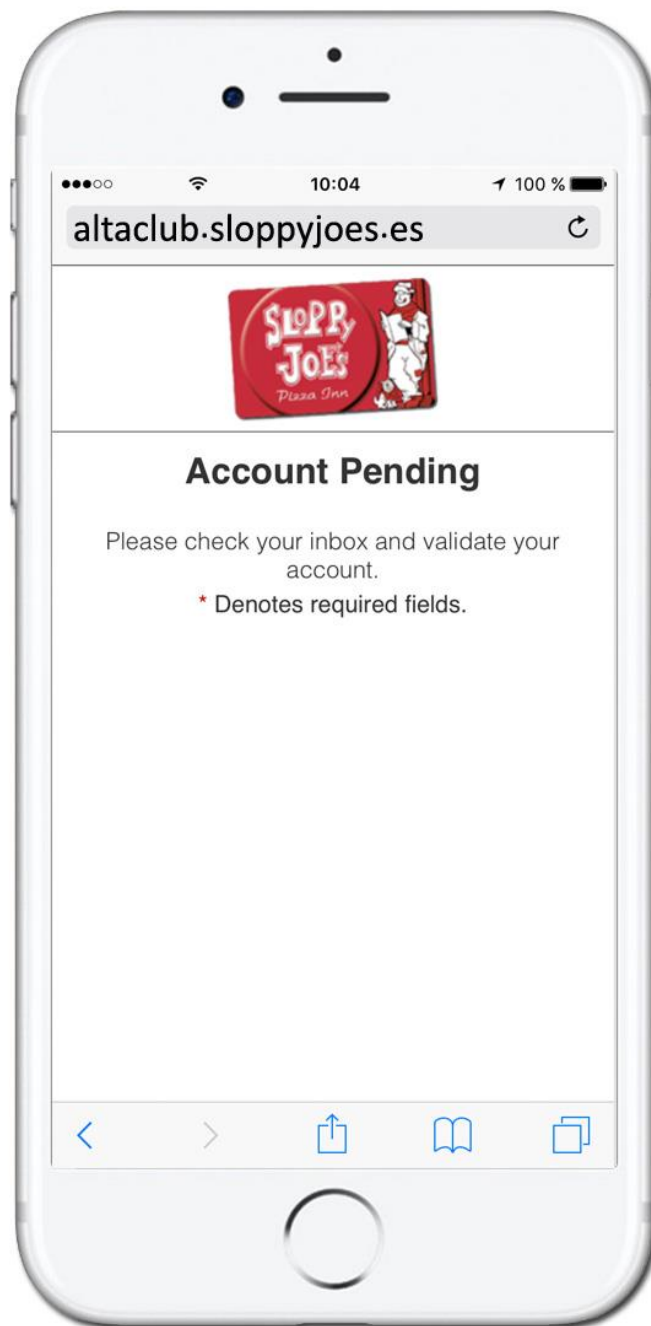 10:04
100 %
altaclub.sloppyjoes.es
SLOPPY
JOE'S
Pizza Inn
Account Pending
Please check your inbox and validate your
account.
* Denotes required fields.